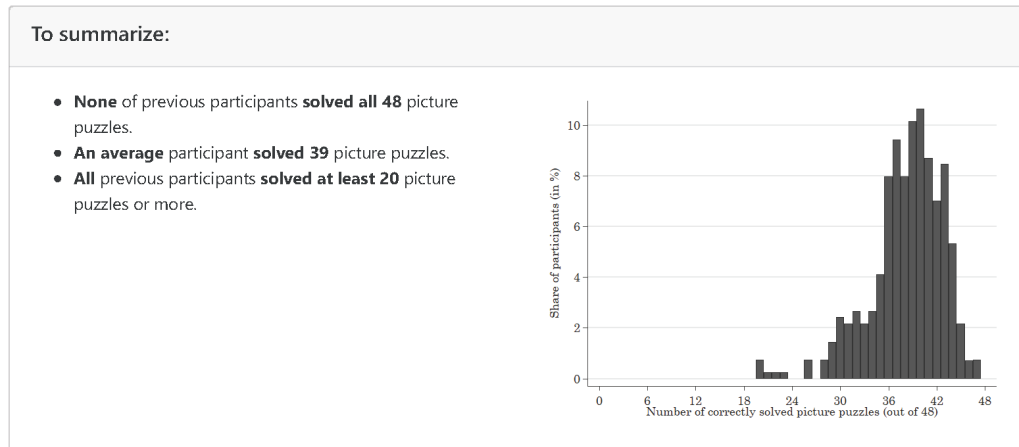 To summarize:
None of previous participants solved all 48 picture
puzzles.
An average participant solved 39 picture puzzles.
All previous participants solved at least 20 picture
puzzles or more.
Share of participants (in %)
10
8
6
4
2
0
0 6 12 18 24 30 36 42 48
Number of correctly solved picture puzzles (out of 48)